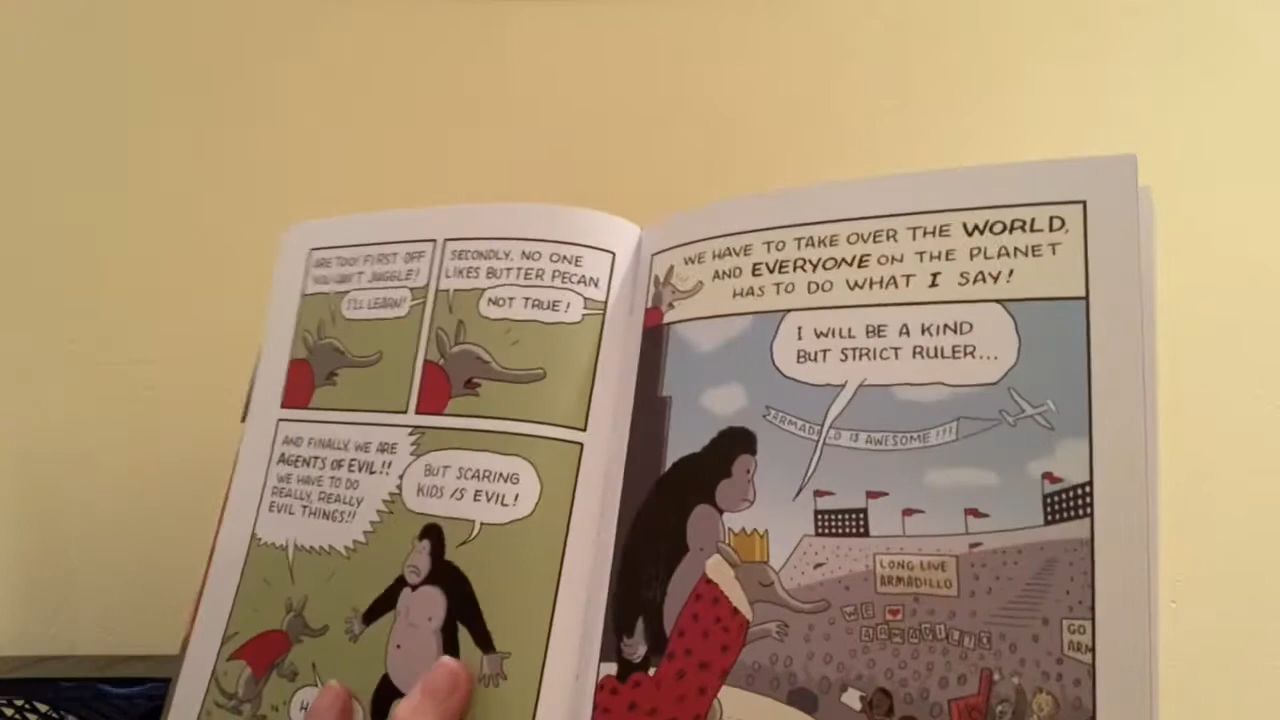 ARE TOO! FIRST OFF
YOU CAN'T JUGGLE!
I'LL LEARN!
SECONDLY, NO ONE
LIKES BUTTER PECAN.
NOT TRUE!
AND FINALLY, WE ARE
AGENTS OF EVIL!!
WE HAVE TO DO
REALLY, REALLY
EVIL THINGS!!
BUT SCARING
KIDS IS EVIL!
WE HAVE TO TAKE OVER THE WORLD,
AND EVERYONE ON THE PLANET
HAS TO DO WHAT I SAY!
I WILL BE A KIND
BUT STRICT RULER...
ARMADILLO IS AWESOME!!!
LONG LIVE
ARMADILLO
WE ❤
ARMADILLO
GO
ARM